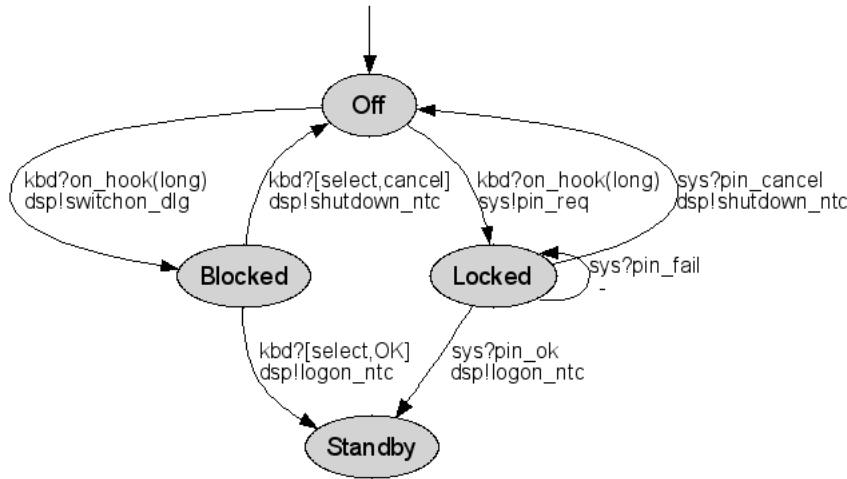 Off
kbd?on_hook(long)
dsp!switchon_dlg
kbd?[select,cancel]
dsp!shutdown_ntc
kbd?on_hook(long)
sys!pin_req
sys?pin_cancel
dsp!shutdown_ntc
Blocked
Locked
sys?pin_fail
-
kbd?[select,OK]
dsp!logon_ntc
sys?pin_ok
dsp!logon_ntc
Standby